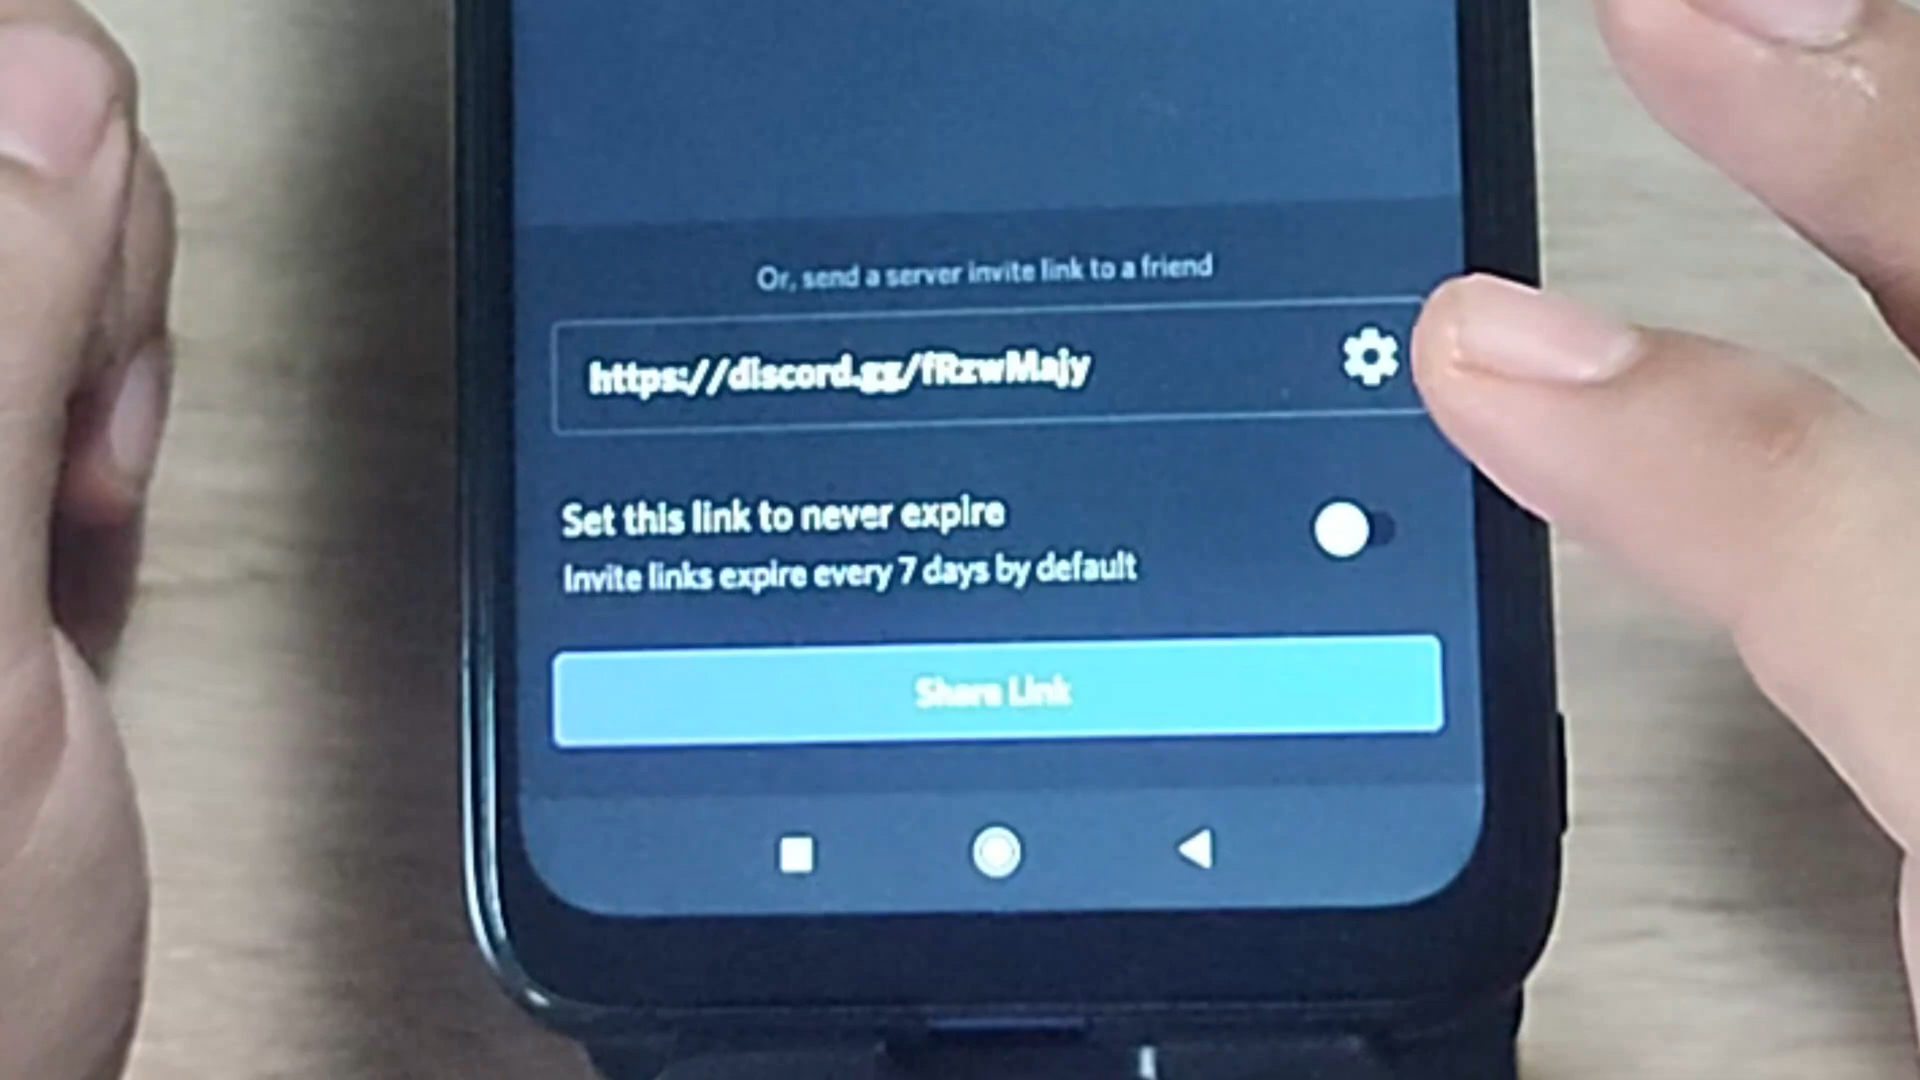 Or, send a server invite link to a friend
https://discord.gg/fRzwMajy
Set this link to never expire
Invite links expire every 7 days by default
Share Link